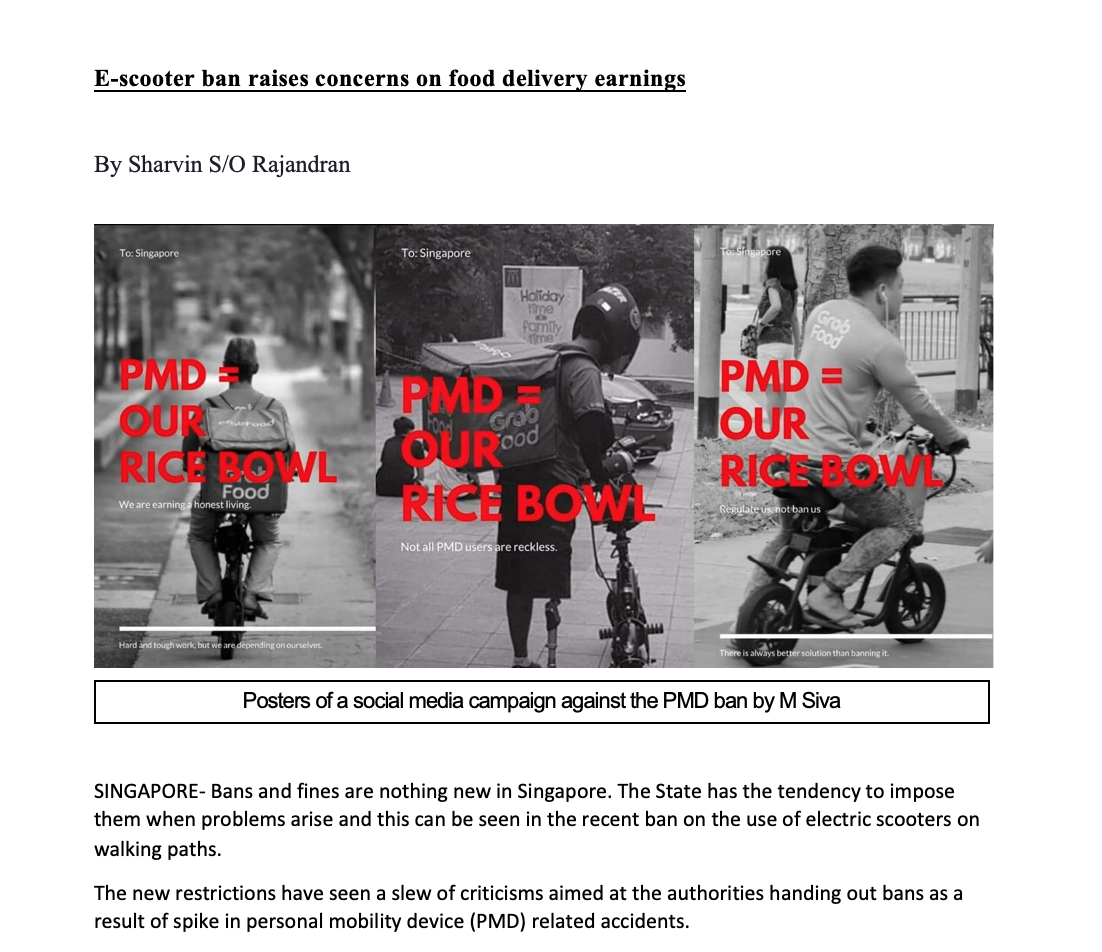 E-scooter ban raises concerns on food delivery earnings
By Sharvin S/O Rajandran
To: Singapore
PMD =
OUR
RICE BOWL
Food
We are earning a honest living.
Hard and tough work, but we are depending on ourselves.
To: Singapore
Holiday
time
family
time
PMD =
Grab
OUR
RICE BOWL
Not all PMD users are reckless.
To: Singapore
Grab
Food
PMD =
OUR
RICE BOWL
Regulate us, not ban us
There is always better solution than banning it.
Posters of a social media campaign against the PMD ban by M Siva
SINGAPORE- Bans and fines are nothing new in Singapore. The State has the tendency to impose
them when problems arise and this can be seen in the recent ban on the use of electric scooters on
walking paths.
The new restrictions have seen a slew of criticisms aimed at the authorities handing out bans as a
result of spike in personal mobility device (PMD) related accidents.